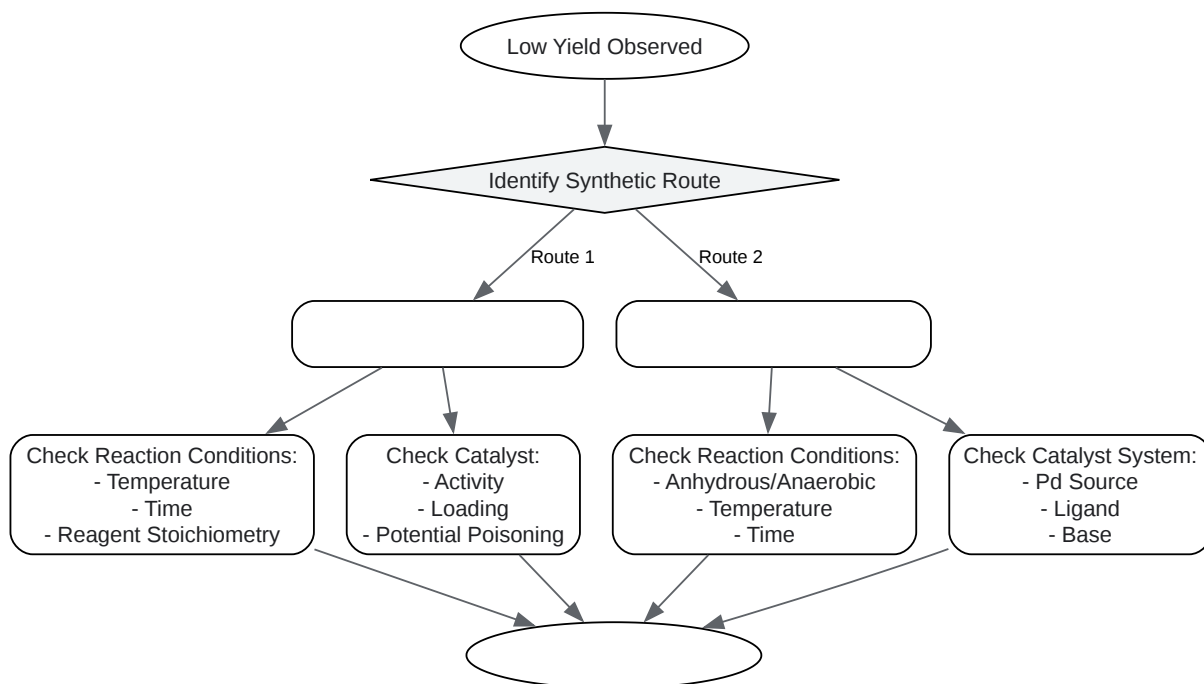 Low Yield Observed
Identify Synthetic Route
Route 1
Route 2
Check Reaction Conditions:
- Temperature
- Time
- Reagent Stoichiometry
Check Catalyst:
- Activity
- Loading
- Potential Poisoning
Check Reaction Conditions:
- Anhydrous/Anaerobic
- Temperature
- Time
Check Catalyst System:
- Pd Source
- Ligand
- Base